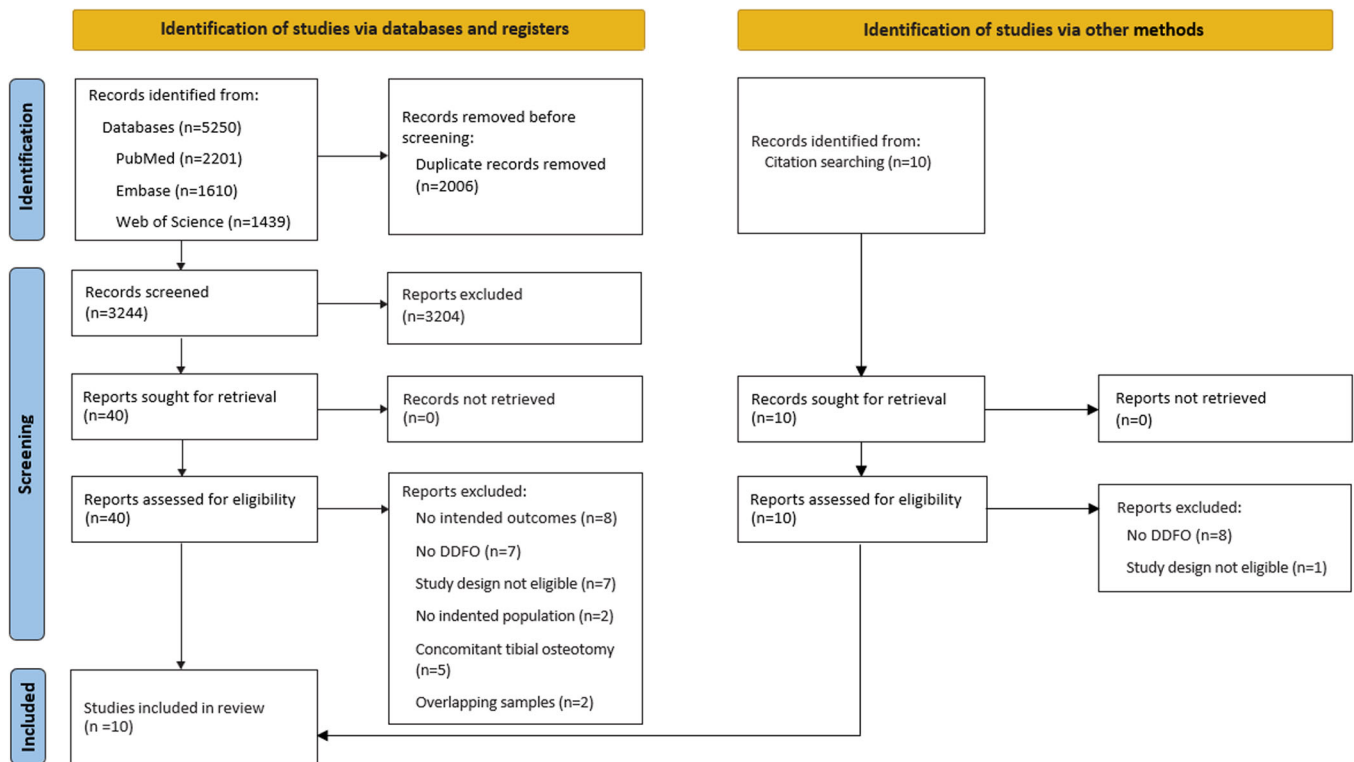 Identification of studies via databases and registers
Identification of studies via other methods
Identification
Records identified from:
Databases (n=5250)
PubMed (n=2201)
Embase (n=1610)
Web of Science (n=1439)
Records removed before
screening:
Duplicate records removed
(n=2006)
Records identified from:
Citation searching (n=10)
Screening
Records screened
(n=3244)
Reports excluded
(n=3204)
Reports sought for retrieval
(n=40)
Records not retrieved
(n=0)
Records sought for retrieval
(n=10)
Reports not retrieved
(n=0)
Reports assessed for eligibility
(n=40)
Reports excluded:
No intended outcomes (n=8)
No DDFO (n=7)
Study design not eligible (n=7)
No indented population (n=2)
Concomitant tibial osteotomy
(n=5)
Overlapping samples (n=2)
Reports assessed for eligibility
(n=10)
Reports excluded:
No DDFO (n=8)
Study design not eligible (n=1)
Included
Studies included in review
(n =10)